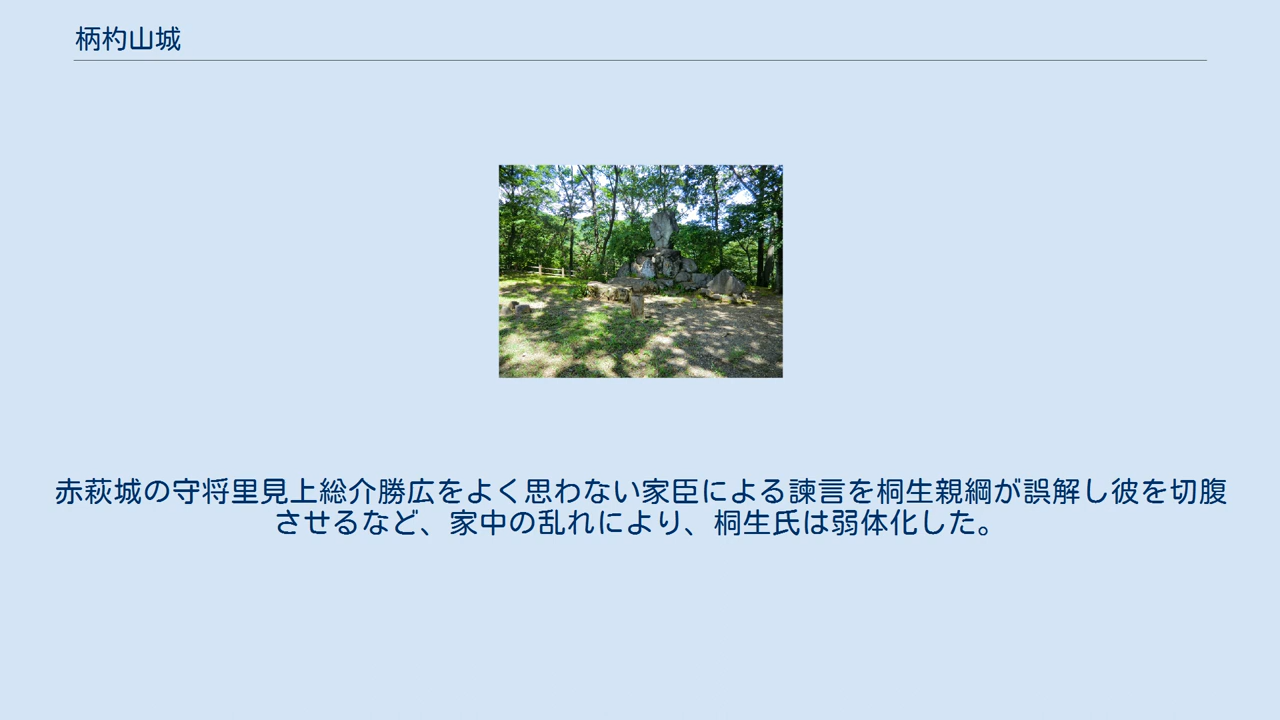 柄杓山城
赤萩城の守将里見上総介勝広をよく思わない家臣による諫言を桐生親綱が誤解し彼を切腹
させるなど、家中の乱れにより、桐生氏は弱体化した。